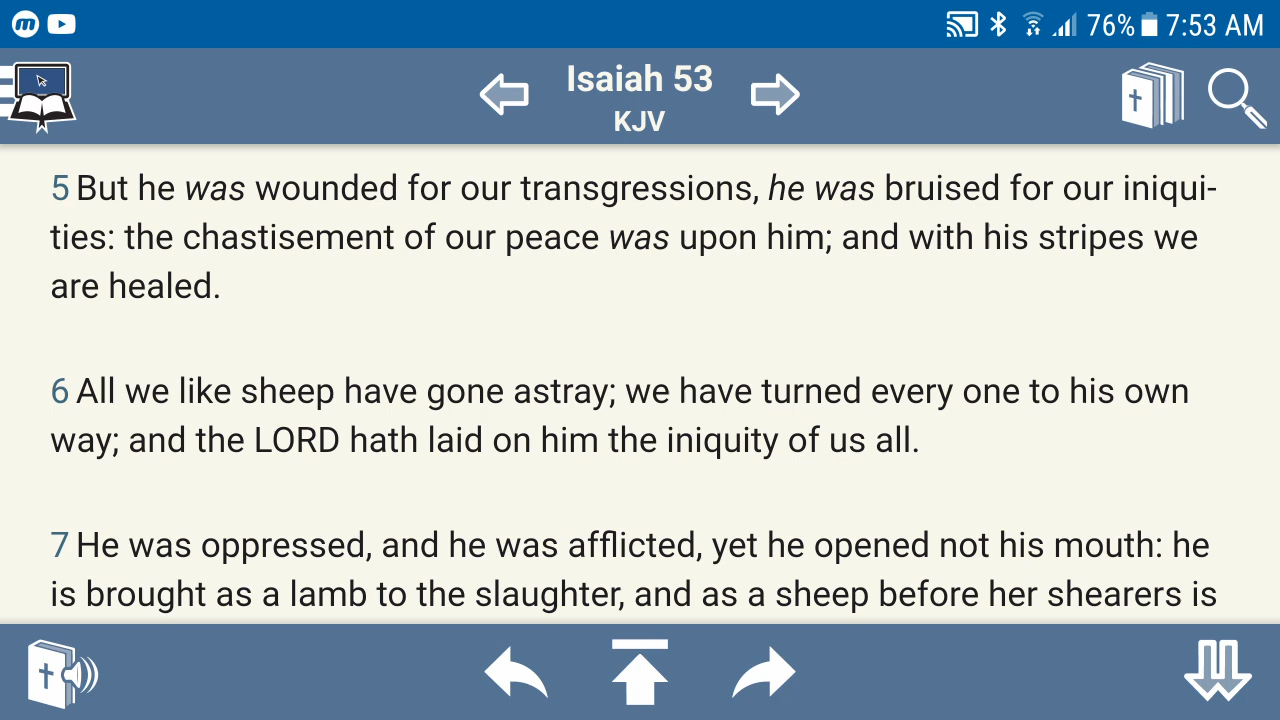 76% 7:53 AM
Isaiah 53
KJV
5 But he was wounded for our transgressions, he was bruised for our iniqui-
ties: the chastisement of our peace was upon him; and with his stripes we
are healed.
6 All we like sheep have gone astray; we have turned every one to his own
way; and the LORD hath laid on him the iniquity of us all.
7 He was oppressed, and he was afflicted, yet he opened not his mouth: he
is brought as a lamb to the slaughter, and as a sheep before her shearers is